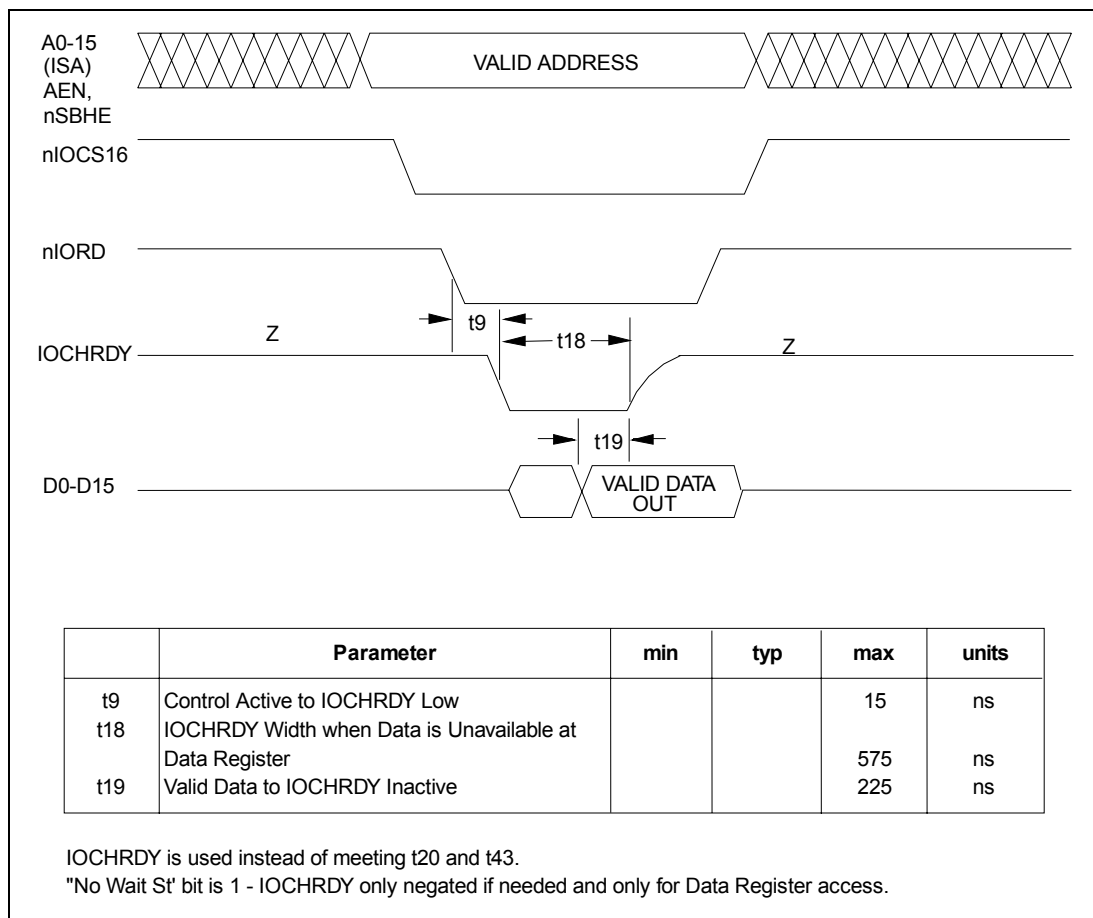 A0-15
(ISA)
AEN,
nSBHE
VALID ADDRESS
nIOCS16
nIORD
t9
Z
t18
IOCHRDY
Z
t19
D0-D15
VALID DATA
OUT
Parameter min typ max units
t9 Control Active to IOCHRDY Low 15 ns
t18 IOCHRDY Width when Data is Unavailable at
Data Register 575 ns
t19 Valid Data to IOCHRDY Inactive 225 ns
IOCHRDY is used instead of meeting t20 and t43.
"No Wait St' bit is 1 - IOCHRDY only negated if needed and only for Data Register access.